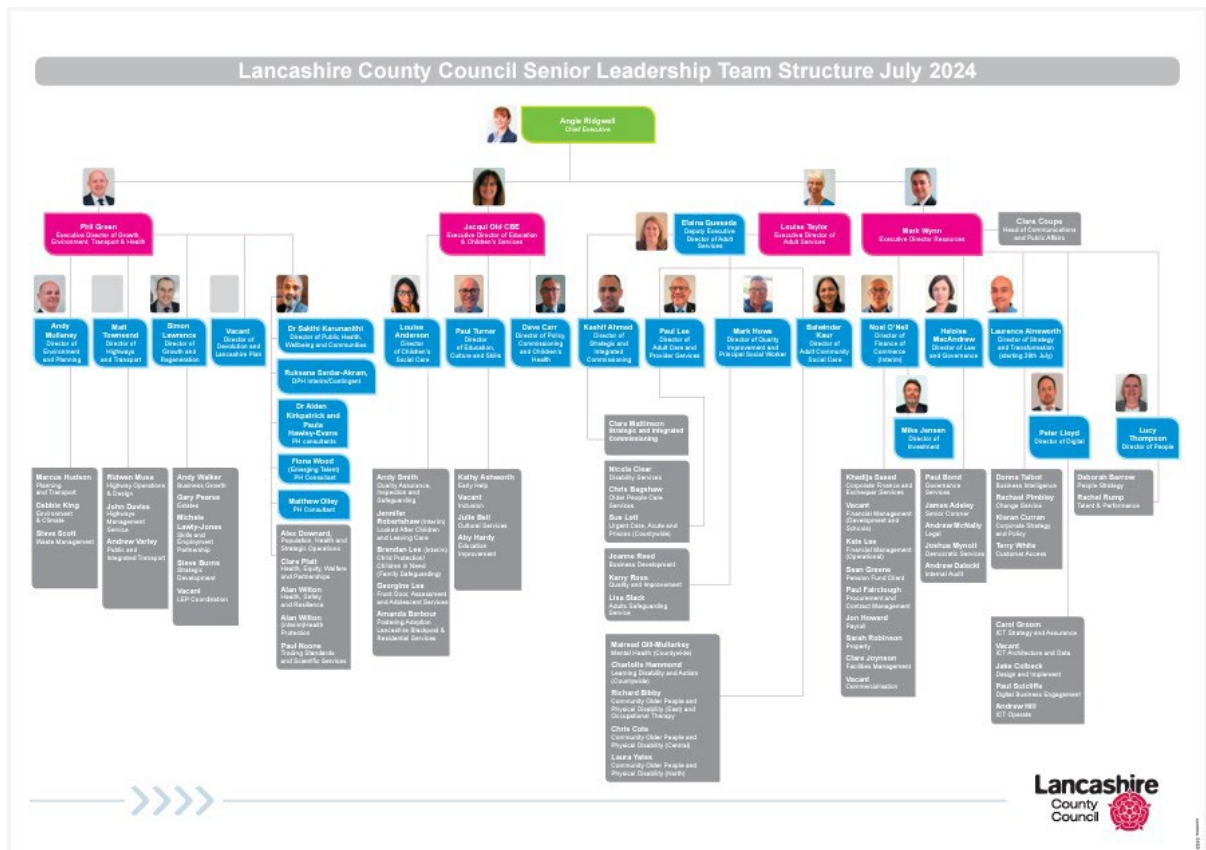 Lancashire County Council Senior Leadership Team Structure July 2024
Angie Ridgwell
Chief Executive
Phil Green
Executive Director of Growth,
Environment, Transport & Health
Jacqui Old CBE
Executive Director of Education
& Children's Services
Elaina Quesada
Deputy Executive
Director of Adult
Services
Louise Taylor
Executive Director of
Adult Services
Mark Wynn
Executive Director Resources
Clare Coupe
Head of Communications
and Public Affairs
Andy
Mullaney
Director of
Environment
and Planning
Matt
Townsend
Director of
Highways
and Transport
Simon
Lawrence
Director of
Growth and
Regeneration
Vacant
Director of
Devolution and
Lancashire Plan
Dr Sakthi Karunanithi
Director of Public Health,
Wellbeing and Communities
Ruksana Sardar-Akram,
DPH Interim/Contingent
Dr Aiden
Kirkpatrick and
Paula
Hawley-Evans
PH consultants
Fiona Wood
(Emerging Talent)
PH Consultant
Matthew Olley
PH Consultant
Louise
Anderson
Director
of Children's
Social Care
Paul Turner
Director
of Education,
Culture and Skills
Dave Carr
Director of Policy,
Commissioning
and Children's
Health
Kashif Ahmed
Director of
Strategic and
Integrated
Commissioning
Paul Lee
Director of
Adult Care and
Provider Services
Mark Howe
Director of Quality
Improvement and
Principal Social Worker
Balwinder
Kaur
Director of
Adult Community
Social Care
Noel O'Neil
Director of
Finance of
Commerce
(Interim)
Heloise
MacAndrew
Director of Law
and Governance
Laurence Ainsworth
Director of Strategy
and Transformation
(starting 28th July)
Mike Jensen
Director of
Investment
Peter Lloyd
Director of Digital
Lucy
Thompson
Director of People
Marcus Hudson
Planning
and Transport
Debbie King
Environment
& Climate
Steve Scott
Waste Management
Ridwan Musa
Highway Operations
& Design
John Davies
Highways
Management
Service
Andrew Varley
Public and
Integrated Transport
Andy Walker
Business Growth
Gary Pearse
Estates
Michele
Lawty-Jones
Skills and
Employment
Partnership
Steve Burns
Strategic
Development
Vacant
LEP Coordination
Alex Downard,
Population, Health and
Strategic Operations
Clare Platt
Health, Equity, Welfare
and Partnerships
Alan Wilton
Health, Safety
and Resilience
Alan Wilton
(Interim)Health
Protection
Paul Noone
Trading Standards
and Scientific Services
Andy Smith
Quality Assurance,
Inspection and
Safeguarding
Jennifer
Robertshaw (Interim)
Looked After Children
and Leaving Care
Brendan Lee (Interim)
Child Protection/
Children in Need
(Family Safeguarding)
Georgina Lee
Front Door, Assessment
and Adolescent Services
Amanda Barbour
Fostering Adoption
Lancashire Blackpool &
Residential Services
Kathy Ashworth
Early Help
Vacant
Inclusion
Julie Bell
Cultural Services
Aby Hardy
Education
Improvement
Clare Mattinson
Strategic and Integrated
Commissioning
Nicola Clear
Disability Services
Chris Bagshaw
Older People Care
Services
Sue Lott
Urgent Care, Acute and
Prisons (Countywide)
Joanne Reed
Business Development
Kerry Ross
Quality and Improvement
Lisa Slack
Adults Safeguarding
Service
Mairead Gill-Mullarkey
Mental Health (Countywide)
Charlotte Hammond
Learning Disability and Autism
(Countywide)
Richard Bibby
Community Older People and
Physical Disability (East) and
Occupational Therapy
Chris Cole
Community Older People and
Physical Disability (Central)
Laura Yates
Community Older People and
Physical Disability (North)
Khadija Saeed
Corporate Finance and
Exchequer Services
Vacant
Financial Management
(Development and
Schools)
Kate Lee
Financial Management
(Operational)
Sean Greene
Pension Fund Client
Paul Fairclough
Procurement and
Contract Management
Jon Howard
Payroll
Sarah Robinson
Property
Clare Joynson
Facilities Management
Vacant
Commercialisation
Paul Bond
Governance
Services
James Adeley
Senior Coroner
Andrew McNally
Legal
Joshua Mynott
Democratic Services
Andrew Dalecki
Internal Audit
Donna Talbot
Business Intelligence
Rachael Pimbley
Change Service
Kieran Curran
Corporate Strategy
and Policy
Terry White
Customer Access
Deborah Barrow
People Strategy
Rachel Rump
Talent & Performance
Carol Groom
ICT Strategy and Assurance
Vacant
ICT Architecture and Data
Jake Colbeck
Design and Implement
Paul Sutcliffe
Digital Business Engagement
Andrew Hill
ICT Operate
Lancashire
County
Council